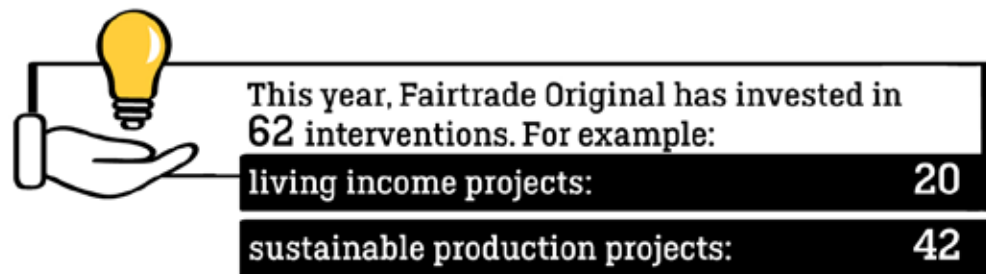 This year, Fairtrade Original has invested in
62 interventions. For example:
living income projects: 20
sustainable production projects: 42